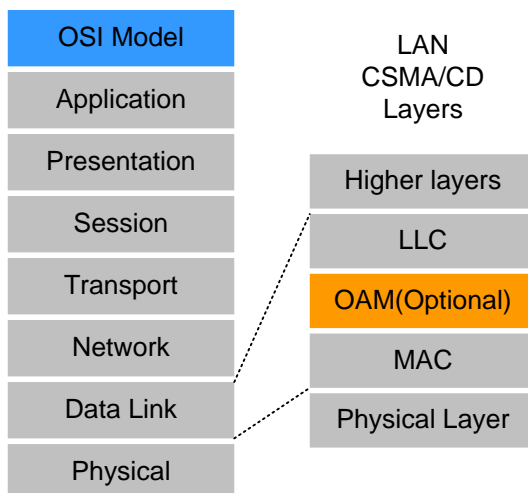 OSI Model
Application
Presentation
Session
Transport
Network
Data Link
Physical
LAN
CSMA/CD
Layers
Higher layers
LLC
OAM(Optional)
MAC
Physical Layer